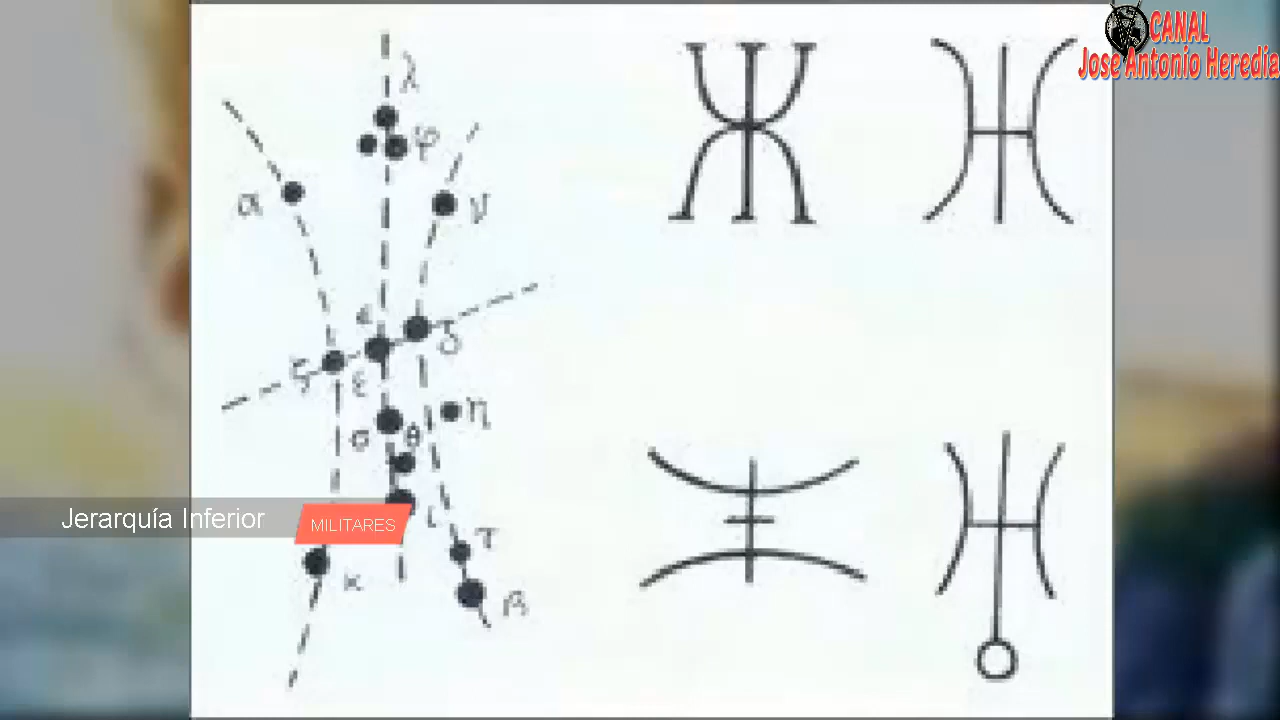 CANAL
Jose Antonio Heredia
λ
φ
α
ν
ε
δ
ζ
ε
η
σ
θ
ι
τ
κ
β
Jerarquía Inferior
MILITARES